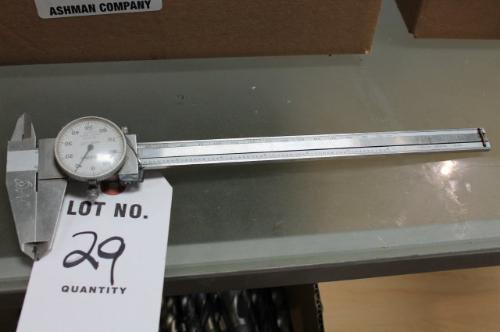 ASHMAN COMPANY
LOT NO.
29
QUANTITY